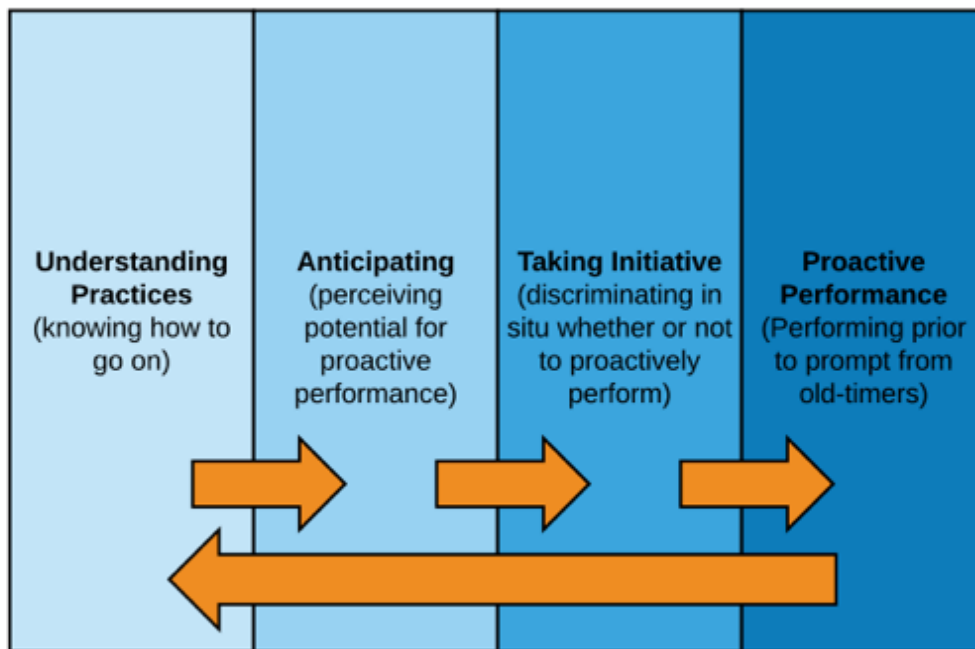 Understanding
Practices
(knowing how to
go on)
Anticipating
(perceiving
potential for
proactive
performance)
Taking Initiative
(discriminating in
situ whether or not
to proactively
perform)
Proactive
Performance
(Performing prior
to prompt from
old-timers)